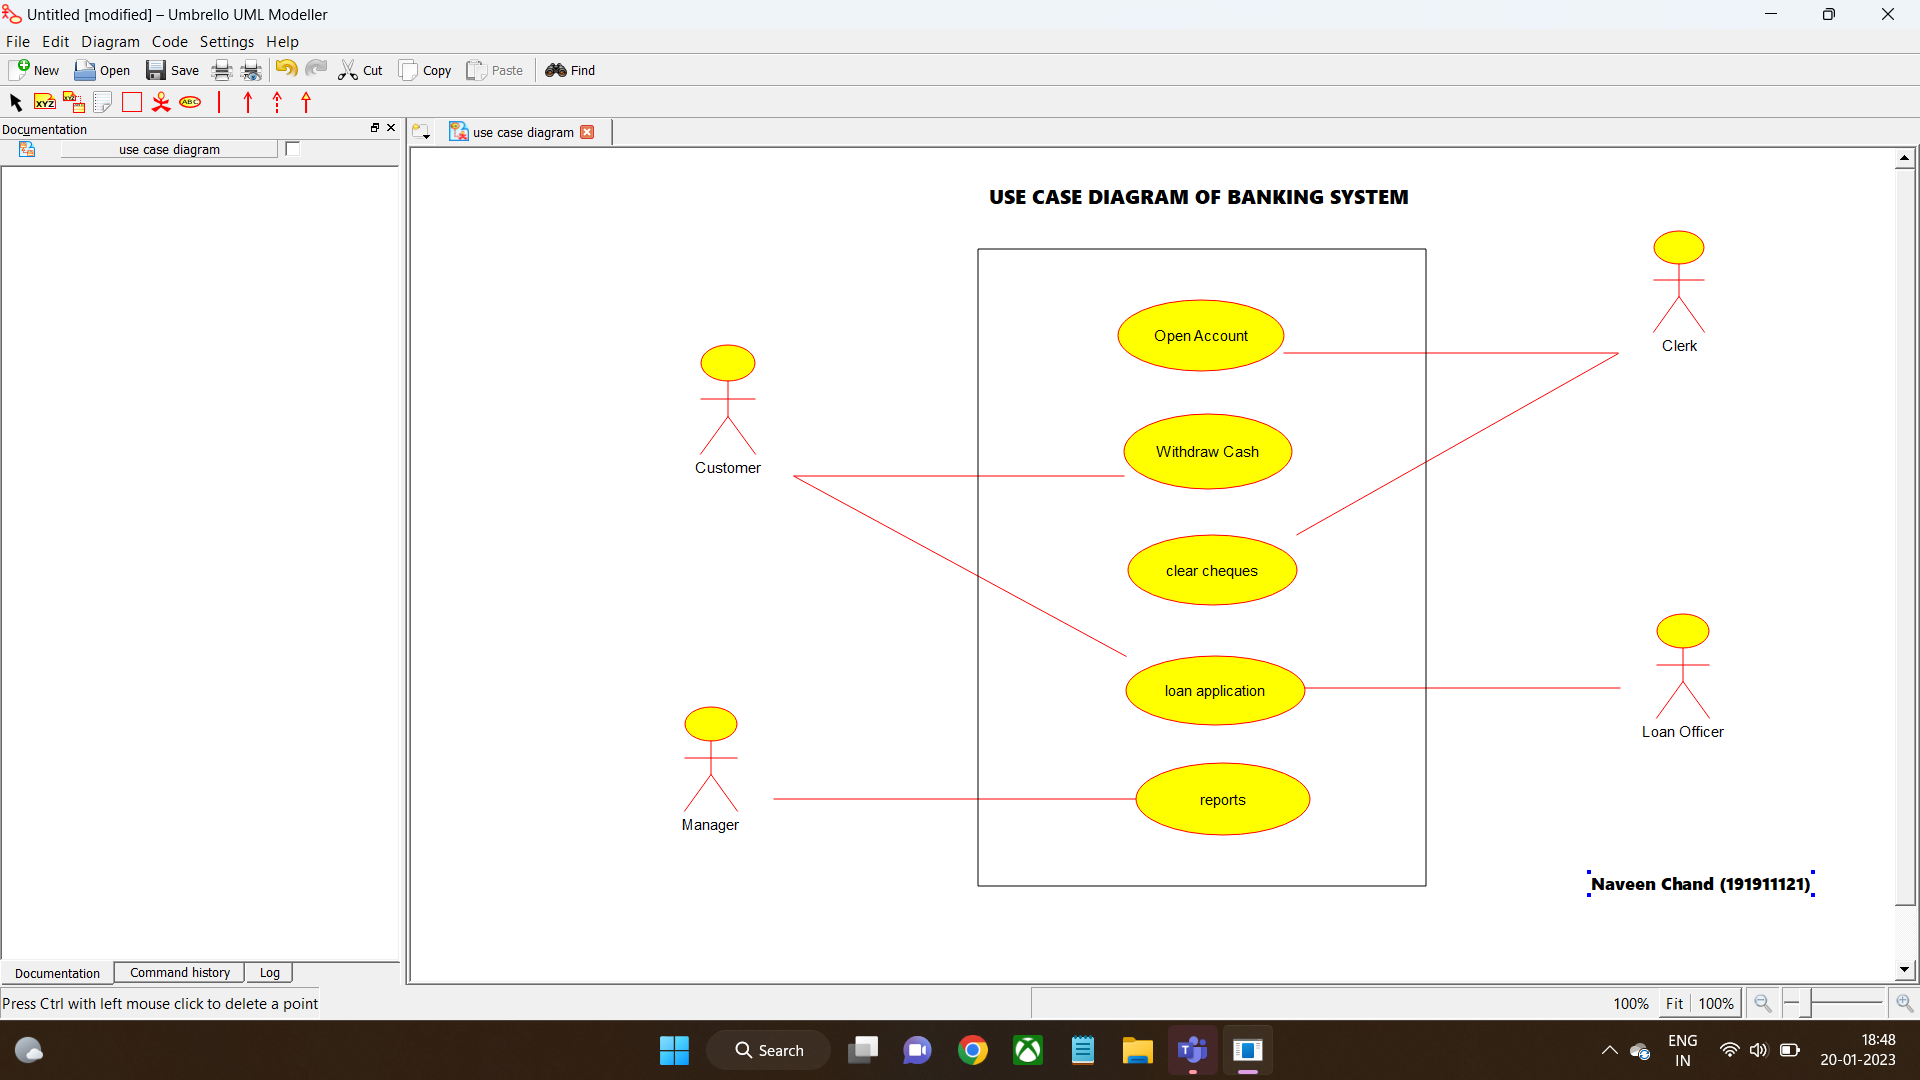 Untitled [modified] – Umbrello UML Modeller
File Edit Diagram Code Settings Help
New Open Save Cut Copy Paste Find
XYZ XYZ ABC
Documentation
use case diagram
use case diagram
USE CASE DIAGRAM OF BANKING SYSTEM
Open Account
Clerk
Withdraw Cash
Customer
clear cheques
loan application
Loan Officer
reports
Manager
Naveen Chand (191911121)
Documentation Command history Log
Press Ctrl with left mouse click to delete a point
100% Fit 100%
Search
ENG
IN
18:48
20-01-2023